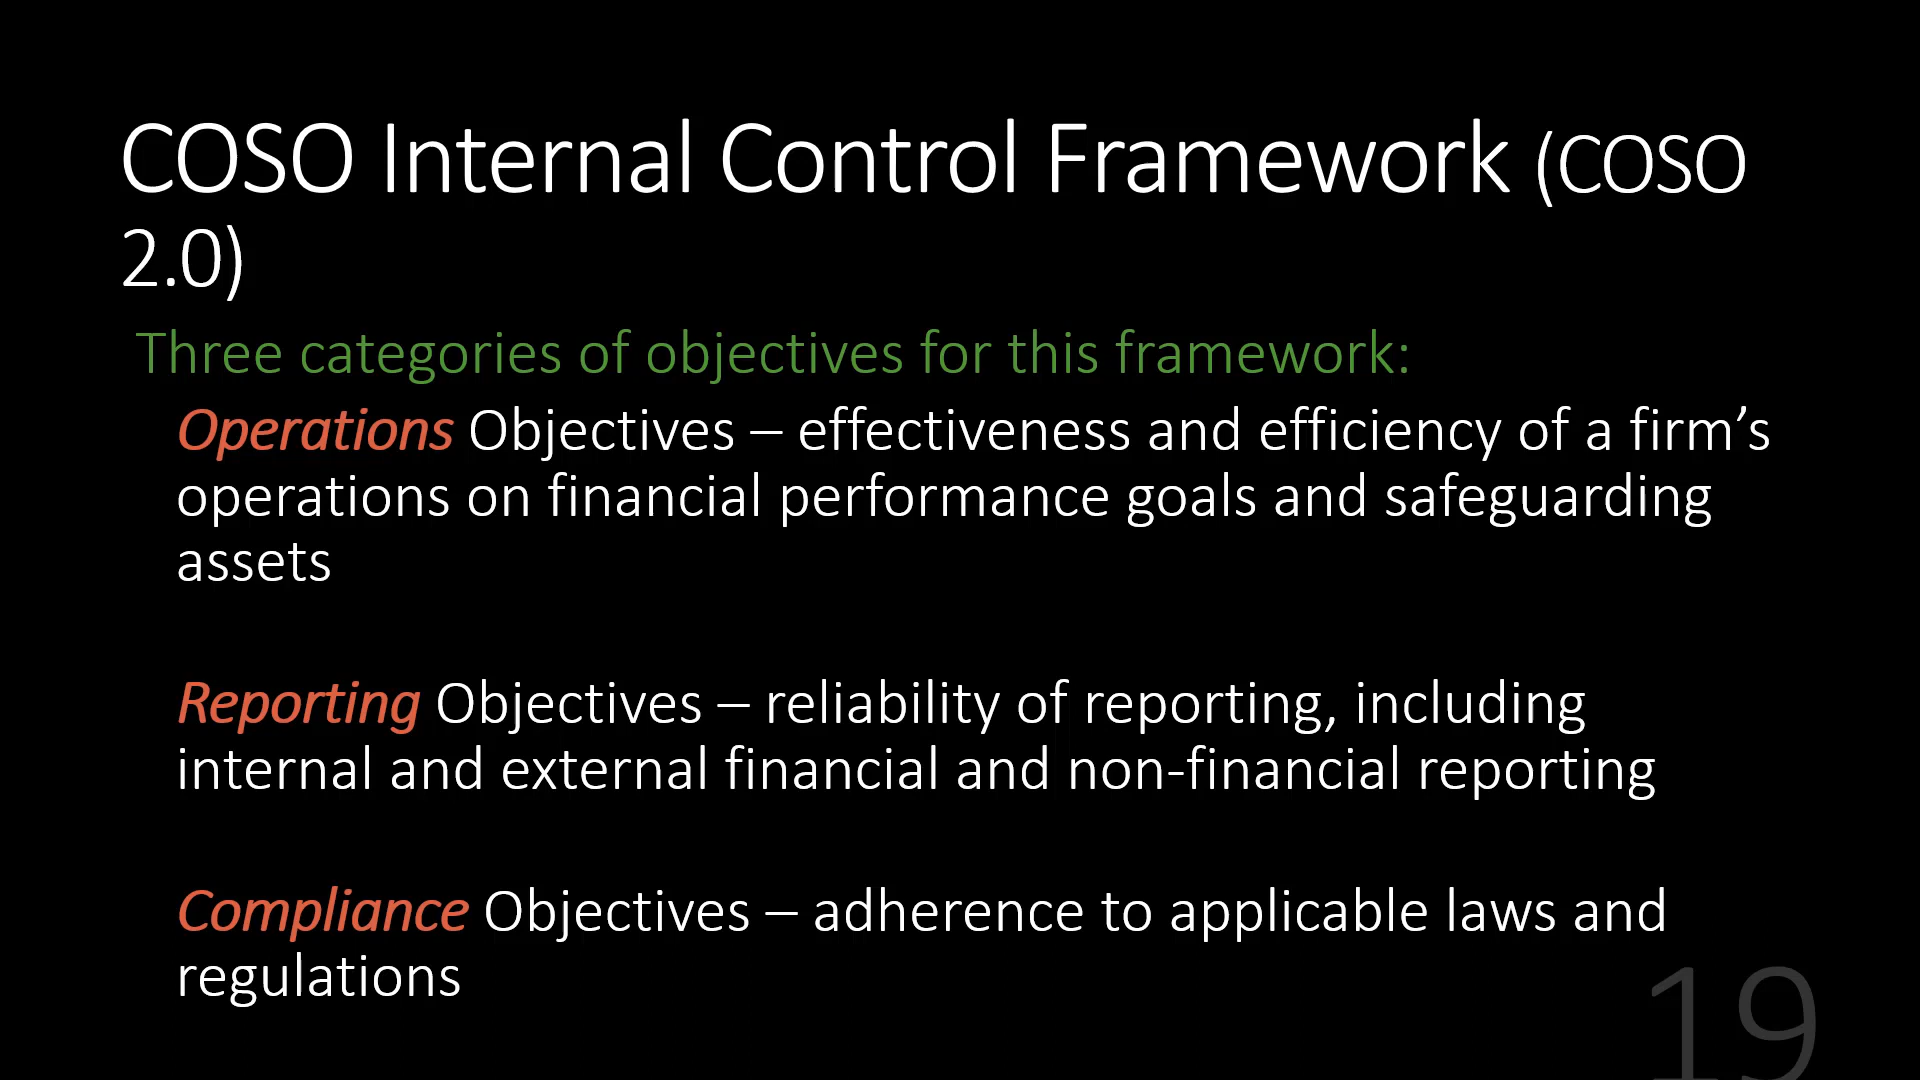 COSO Internal Control Framework (COSO
2.0)
Three categories of objectives for this framework:
Operations Objectives – effectiveness and efficiency of a firm’s
operations on financial performance goals and safeguarding
assets
Reporting Objectives – reliability of reporting, including
internal and external financial and non-financial reporting
Compliance Objectives – adherence to applicable laws and
regulations
19